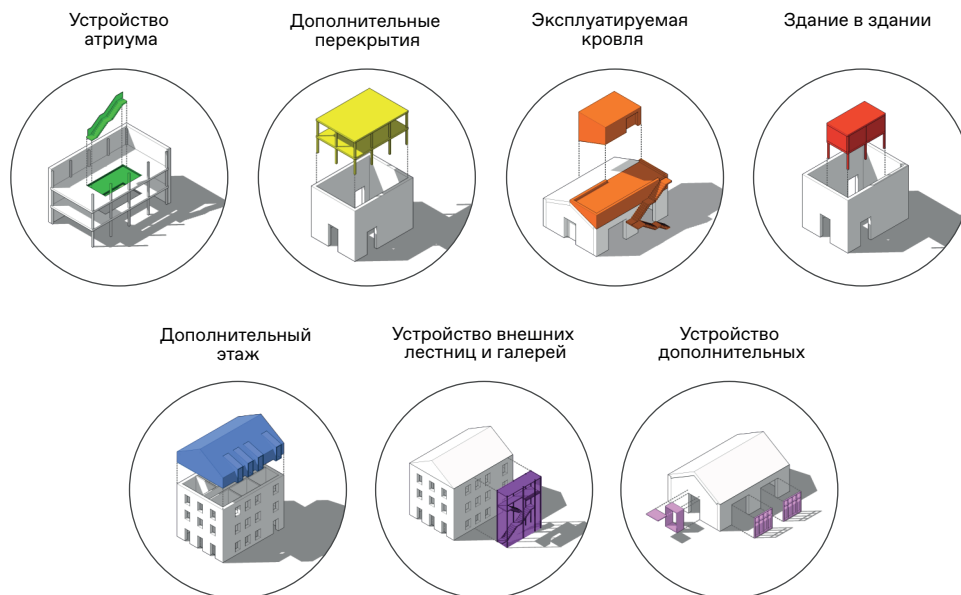 Устройство
атриума
Дополнительные
перекрытия
Эксплуатируемая
кровля
Здание в здании
Дополнительный
этаж
Устройство внешних
лестниц и галерей
Устройство
дополнительных